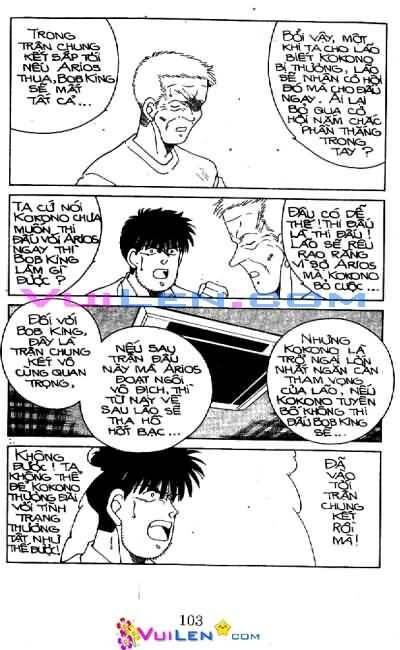 TRONG
TRẬN CHUNG
KẾT SẮP TỚI
NẾU ARIOS
THUA, BOB KING
SẼ MẤT
TẤT CẢ...
BỞI VẬY, MỘT
KHI TA CHO LÃO
BIẾT KOKONO
BỊ THƯƠNG, LÃO
SẼ NHÂN CƠ HỘI
ĐÓ MÀ CHO ĐẤU
NGAY. AI LẠI
BỎ QUA CƠ
HỘI NẮM CHẮC
PHẦN THẮNG
TRONG
TAY?
TA CỨ NÓI
KOKONO CHƯA
MUỐN THI
ĐẤU VỚI ARIOS
NGAY THÌ
BOB KING
LÀM GÌ
ĐƯỢC?
ĐÂU CÓ DỄ
THẾ! THI ĐẤU
LÀ THI ĐẤU!
LÃO SẼ RÊU
RAO RẰNG
VÌ SỢ ARIOS
MÀ KOKONO
BỎ CUỘC...
VUILEN.COM
ĐỐI VỚI
BOB KING,
ĐÂY LÀ
TRẬN CHUNG
KẾT VÔ
CÙNG QUAN
TRỌNG,
NẾU SAU
TRẬN ĐẤU
NÀY MÀ ARIOS
ĐOẠT NGÔI
VÔ ĐỊCH, THÌ
TỪ NAY VỀ
SAU LÃO SẼ
THA HỒ
HỐT BẠC...
NHƯNG
KOKONO LÀ
TRỞ NGẠI LỚN
NHẤT NGĂN CẢN
THAM VỌNG
CỦA LÃO, NẾU
KOKONO TUYÊN
BỐ KHÔNG THI
ĐẤU BOB KING
SẼ...
KHÔNG
ĐƯỢC! TA
KHÔNG THỂ
ĐỂ KOKONO
THƯỢNG ĐÀI
VỚI TÌNH
TRẠNG
THƯƠNG
TẬT NHƯ
THẾ ĐƯỢC!
ĐÃ
VÀO
TỚI
TRẬN
CHUNG
KẾT
RỒI
MÀ!
103
VUILEN.COM